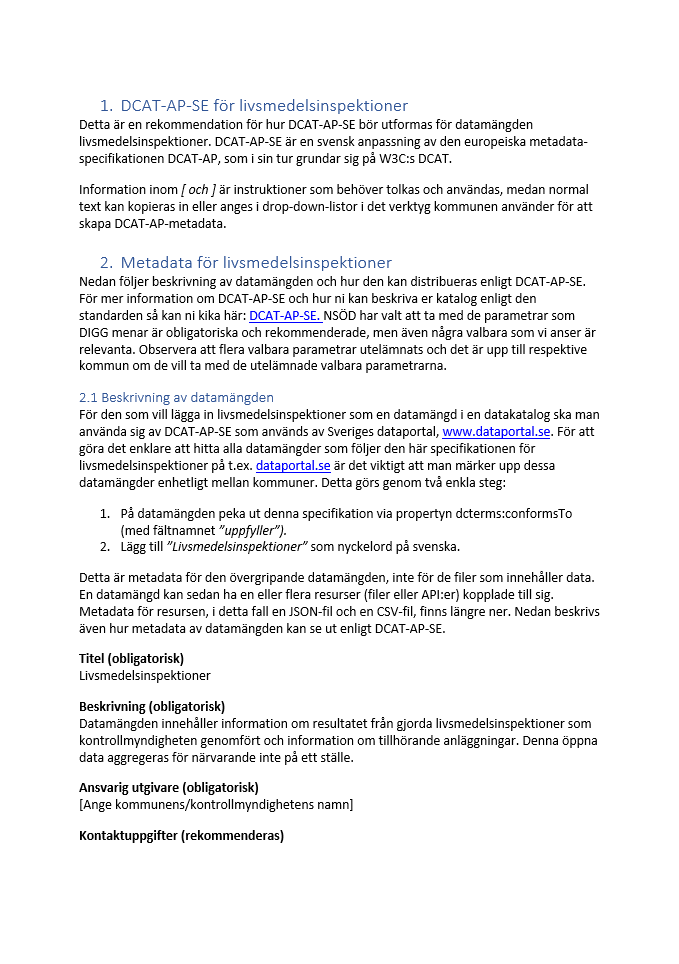 1. DCAT-AP-SE för livsmedelsinspektioner
Detta är en rekommendation för hur DCAT-AP-SE bör utformas för datamängden
livsmedelsinspektioner. DCAT-AP-SE är en svensk anpassning av den europeiska metadata-
specifikationen DCAT-AP, som i sin tur grundar sig på W3C:s DCAT.
Information inom [ och ] är instruktioner som behöver tolkas och användas, medan normal
text kan kopieras in eller anges i drop-down-listor i det verktyg kommunen använder för att
skapa DCAT-AP-metadata.
2. Metadata för livsmedelsinspektioner
Nedan följer beskrivning av datamängden och hur den kan distribueras enligt DCAT-AP-SE.
För mer information om DCAT-AP-SE och hur ni kan beskriva er katalog enligt den
standarden så kan ni kika här: DCAT-AP-SE. NSÖD har valt att ta med de parametrar som
DIGG menar är obligatoriska och rekommenderade, men även några valbara som vi anser är
relevanta. Observera att flera valbara parametrar utelämnats och det är upp till respektive
kommun om de vill ta med de utelämnade valbara parametrarna.
2.1 Beskrivning av datamängden
För den som vill lägga in livsmedelsinspektioner som en datamängd i en datakatalog ska man
använda sig av DCAT-AP-SE som används av Sveriges dataportal, www.dataportal.se. För att
göra det enklare att hitta alla datamängder som följer den här specifikationen för
livsmedelsinspektioner på t.ex. dataportal.se är det viktigt att man märker upp dessa
datamängder enhetligt mellan kommuner. Detta görs genom två enkla steg:
1. På datamängden peka ut denna specifikation via propertyn dcterms:conformsTo
(med fältnamnet ”uppfyller”).
2. Lägg till ”Livsmedelsinspektioner” som nyckelord på svenska.
Detta är metadata för den övergripande datamängden, inte för de filer som innehåller data.
En datamängd kan sedan ha en eller flera resurser (filer eller API:er) kopplade till sig.
Metadata för resursen, i detta fall en JSON-fil och en CSV-fil, finns längre ner. Nedan beskrivs
även hur metadata av datamängden kan se ut enligt DCAT-AP-SE.
Titel (obligatorisk)
Livsmedelsinspektioner
Beskrivning (obligatorisk)
Datamängden innehåller information om resultatet från gjorda livsmedelsinspektioner som
kontrollmyndigheten genomfört och information om tillhörande anläggningar. Denna öppna
data aggregeras för närvarande inte på ett ställe.
Ansvarig utgivare (obligatorisk)
[Ange kommunens/kontrollmyndighetens namn]
Kontaktuppgifter (rekommenderas)